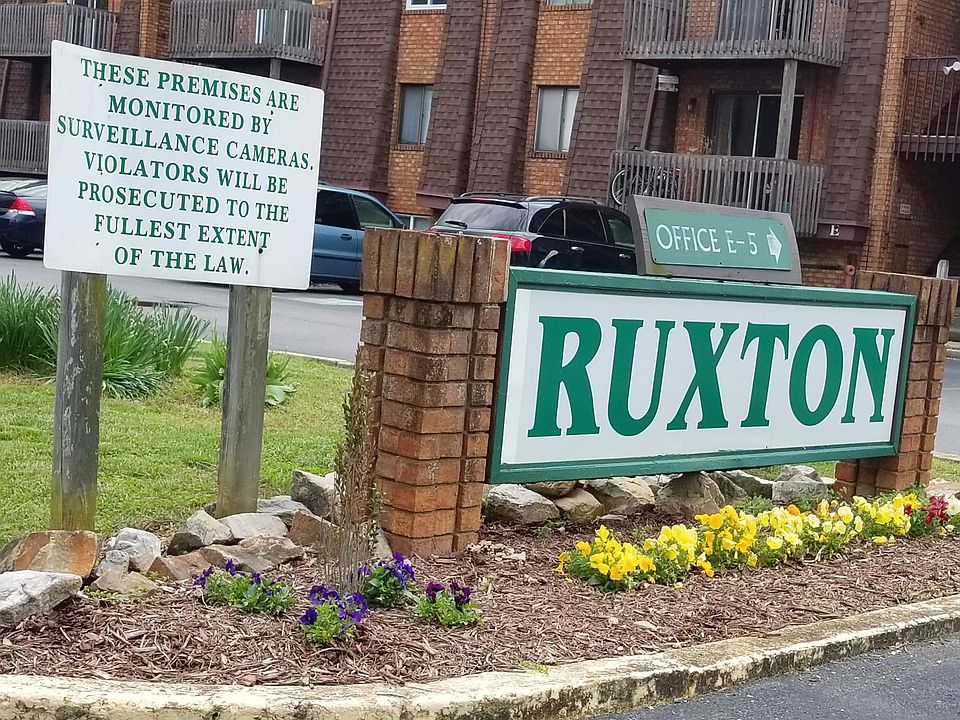 THESE PREMISES ARE
MONITORED BY
SURVEILLANCE CAMERAS.
VIOLATORS WILL BE
PROSECUTED TO THE
FULLEST EXTENT
OF THE LAW.
OFFICE E-5
RUXTON
E